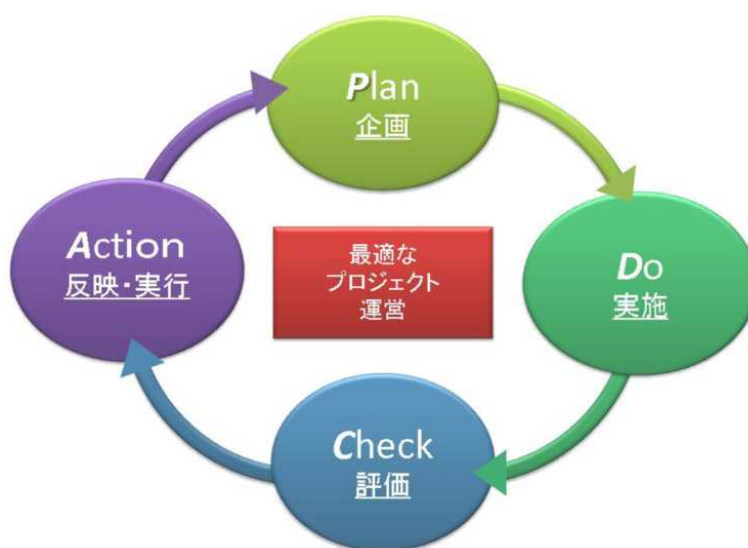 Plan
企画
Action
反映・実行
最適な
プロジェクト
運営
Do
実施
Check
評価